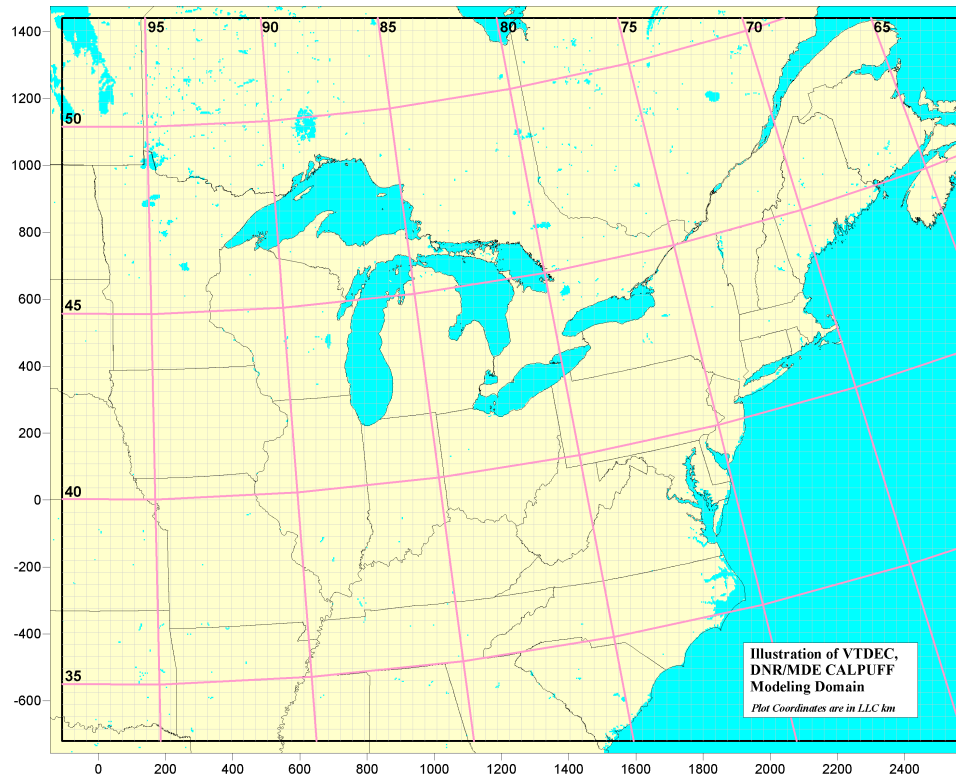 95 90 85 80 75 70 65
1400
1200
50
1000
800
600
45
400
200
40
0
-200
-400
35
-600
Illustration of VTDEC,
DNR/MDE CALPUFF
Modeling Domain
Plot Coordinates are in LLC km
0 200 400 600 800 1000 1200 1400 1600 1800 2000 2200 2400